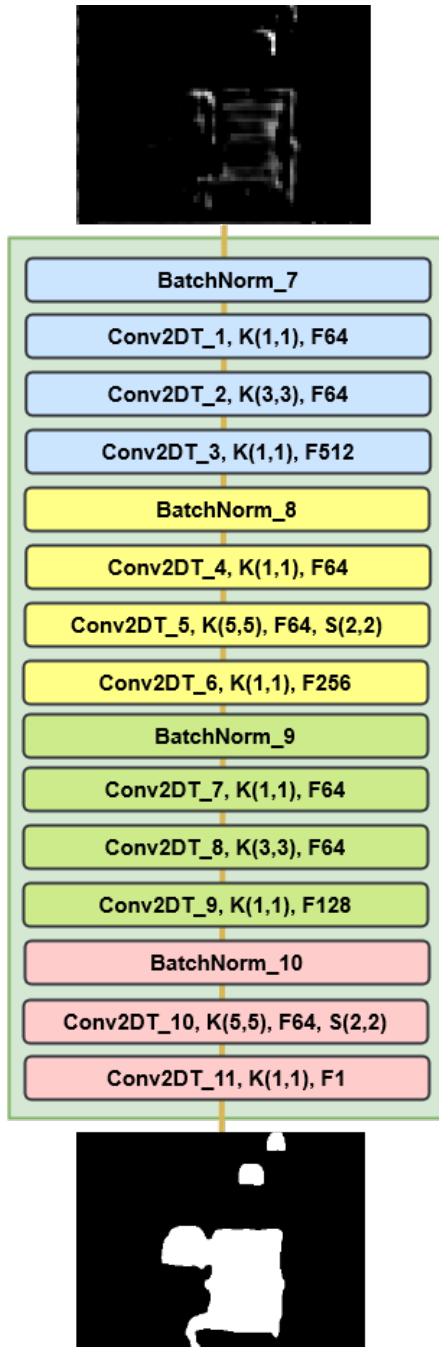 BatchNorm_7
Conv2DT_1, K(1,1), F64
Conv2DT_2, K(3,3), F64
Conv2DT_3, K(1,1), F512
BatchNorm_8
Conv2DT_4, K(1,1), F64
Conv2DT_5, K(5,5), F64, S(2,2)
Conv2DT_6, K(1,1), F256
BatchNorm_9
Conv2DT_7, K(1,1), F64
Conv2DT_8, K(3,3), F64
Conv2DT_9, K(1,1), F128
BatchNorm_10
Conv2DT_10, K(5,5), F64, S(2,2)
Conv2DT_11, K(1,1), F1